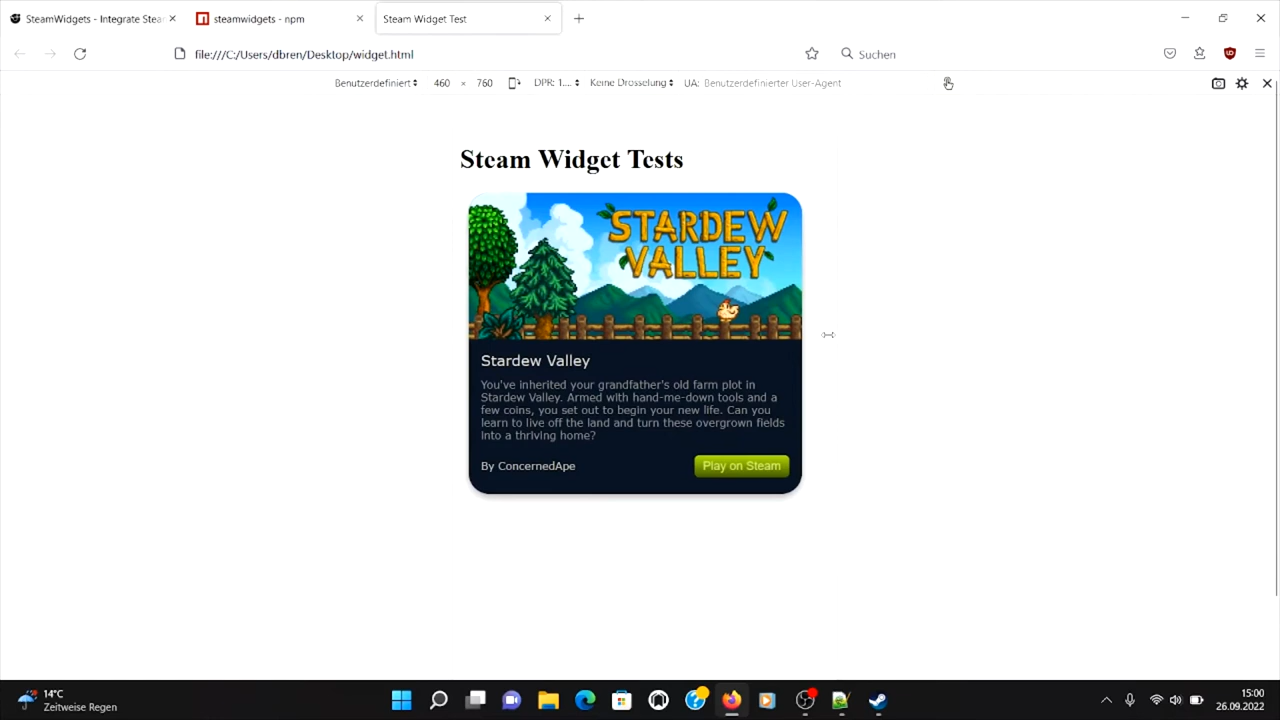 SteamWidgets - Integrate Stear
steamwidgets - npm
Steam Widget Test
file:///C:/Users/dbren/Desktop/widget.html
Suchen
Benutzerdefiniert 460 × 760 DPR: 1.... Keine Drosselung UA: Benutzerdefinierter User-Agent
Steam Widget Tests
STARDEW
VALLEY
Stardew Valley
You've inherited your grandfather's old farm plot in
Stardew Valley. Armed with hand-me-down tools and a
few coins, you set out to begin your new life. Can you
learn to live off the land and turn these overgrown fields
into a thriving home?
By ConcernedApe
Play on Steam
14°C
Zeitweise Regen
15:00
26.09.2022